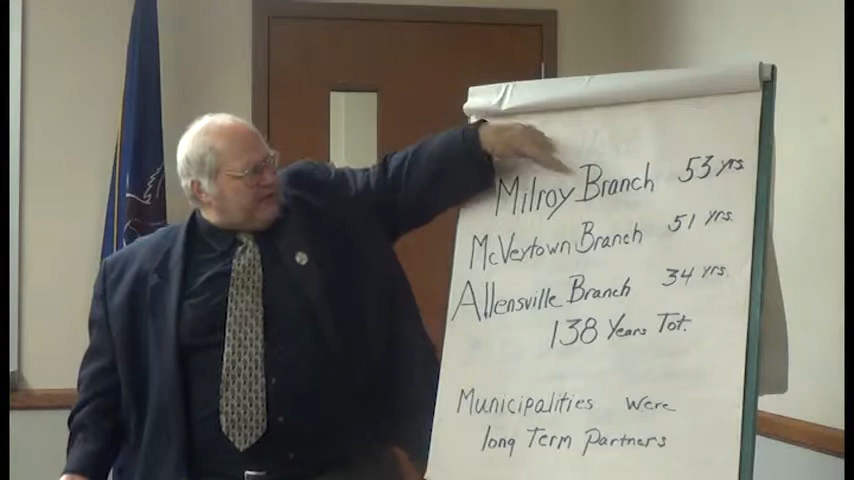 Milroy Branch 53 yrs.
McVeytown Branch 51 yrs.
Allensville Branch 34 yrs.
138 Years Tot.
Municipalities were
long Term Partners